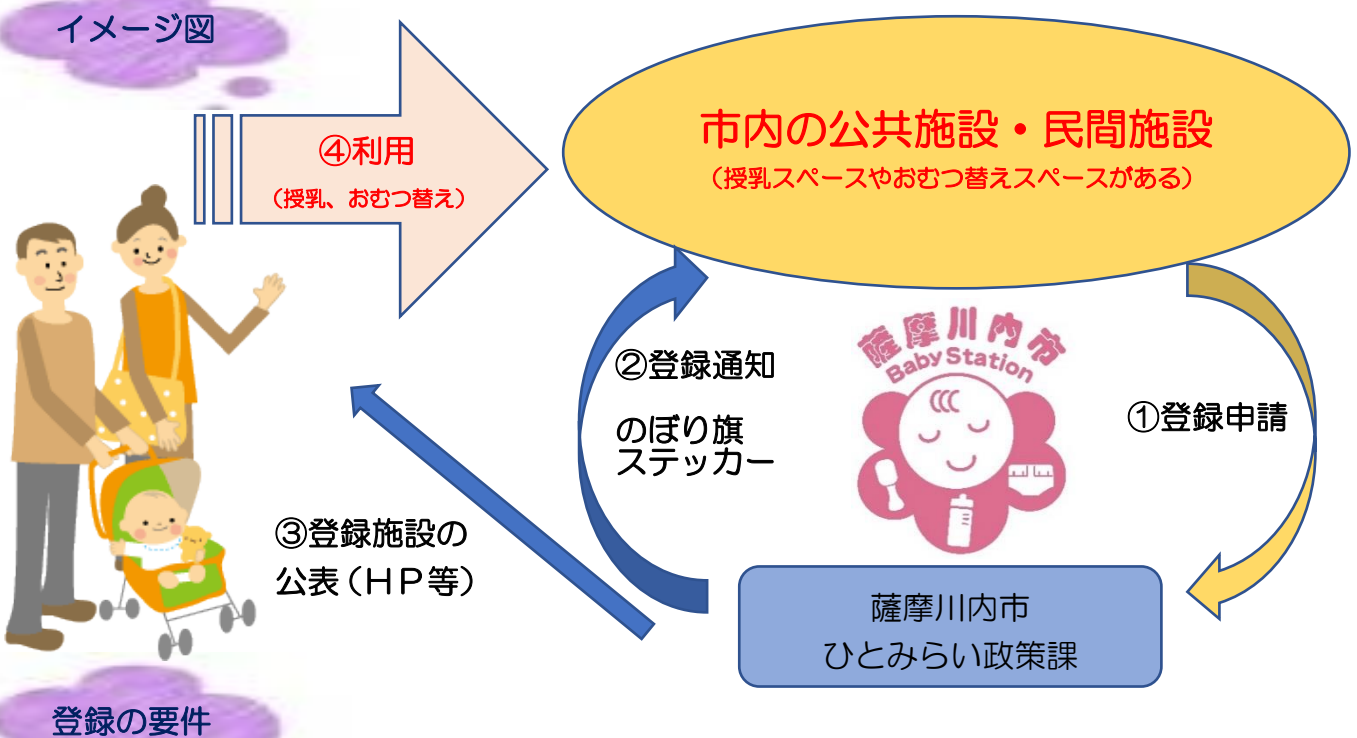 イメージ図
④利用
(授乳、おむつ替え)
市内の公共施設・民間施設
(授乳スペースやおむつ替えスペースがある)
②登録通知
のぼり旗
ステッカー
薩摩川内市
Baby Station
①登録申請
③登録施設の
公表(HP等)
薩摩川内市
ひとみらい政策課
登録の要件